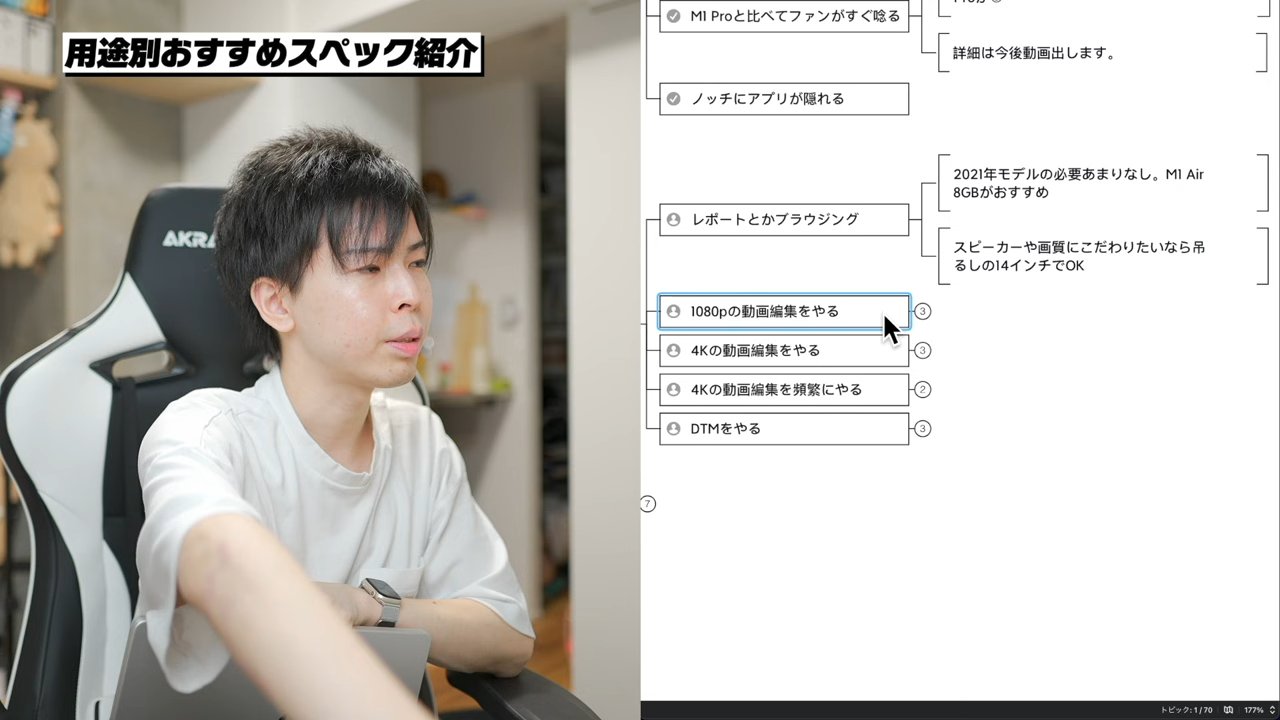 用途別おすすめスペック紹介
AKRA
M1 Proと比べてファンがすぐ唸る
詳細は今後動画出します。
ノッチにアプリが隠れる
2021年モデルの必要あまりなし。M1 Air
8GBがおすすめ
レポートとかブラウジング
スピーカーや画質にこだわりたいなら吊
るしの14インチでOK
1080pの動画編集をやる
3
4Kの動画編集をやる
3
4Kの動画編集を頻繁にやる
2
DTMをやる
3
7
トピック: 1 / 70
177%